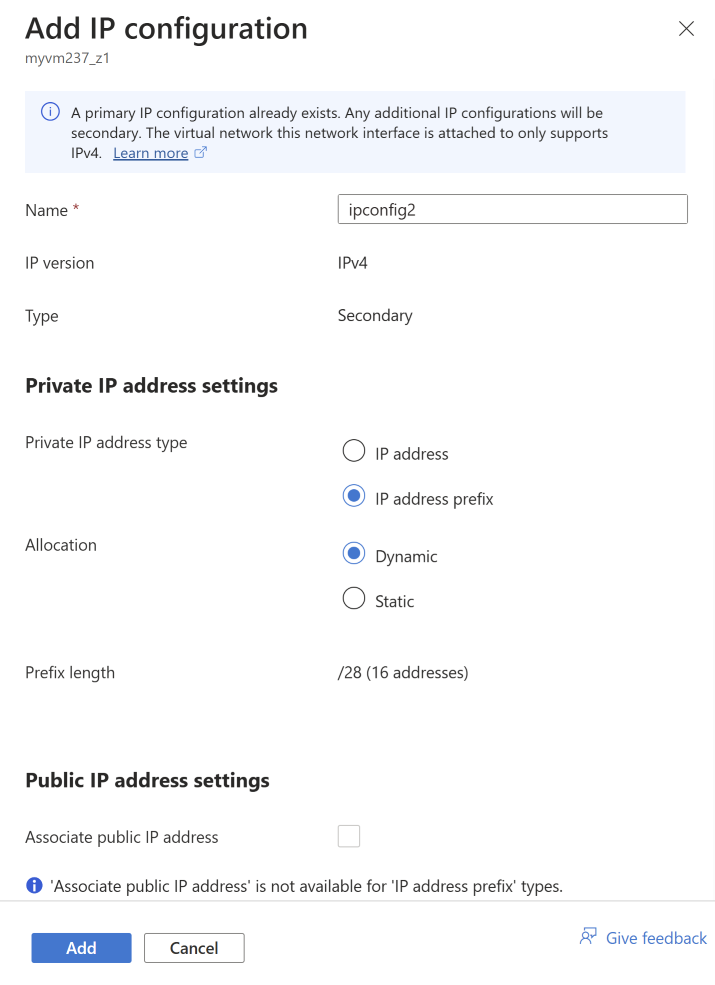 Add IP configuration
myvm237_z1
A primary IP configuration already exists. Any additional IP configurations will be
secondary. The virtual network this network interface is attached to only supports
IPv4. Learn more
Name *
ipconfig2
IP version
IPv4
Type
Secondary
Private IP address settings
Private IP address type
IP address
IP address prefix
Allocation
Dynamic
Static
Prefix length
/28 (16 addresses)
Public IP address settings
Associate public IP address
'Associate public IP address' is not available for 'IP address prefix' types.
Add
Cancel
Give feedback